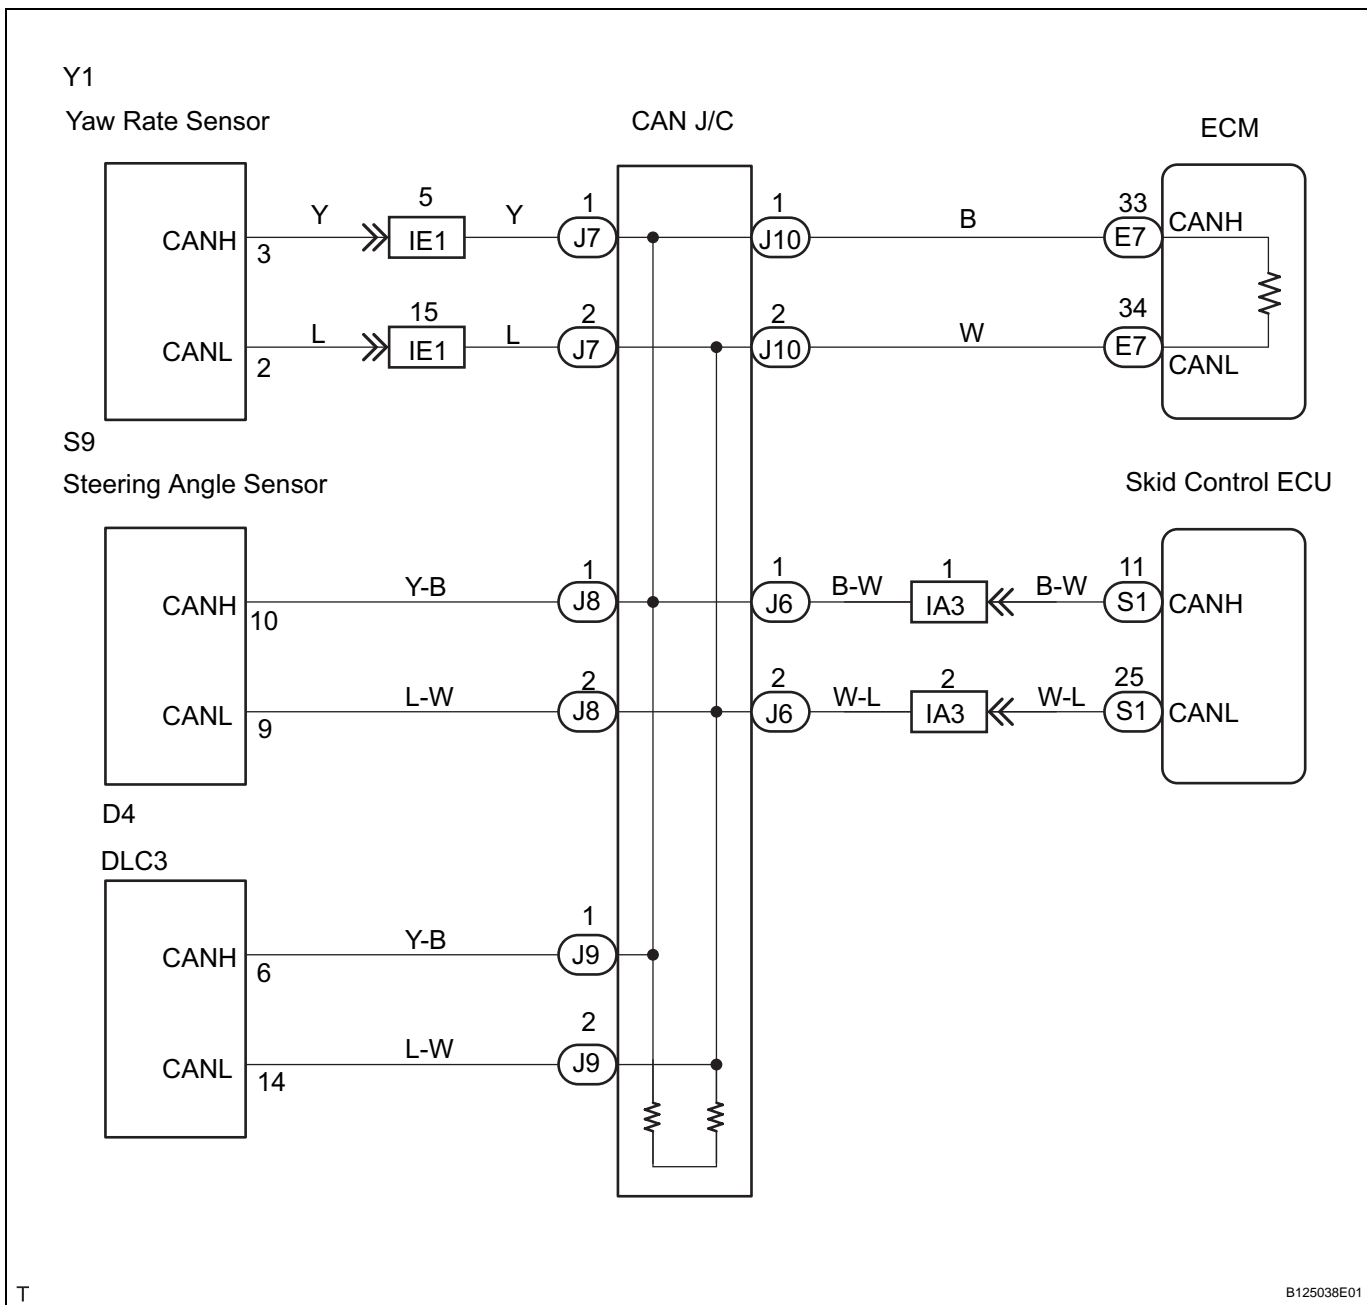 Y1
Yaw Rate Sensor
CAN J/C
ECM
CANH
3
Y
5
IE1
Y
1
J7
1
J10
B
33
E7
CANH
CANL
2
L
15
IE1
L
2
J7
2
J10
W
34
E7
CANL
S9
Steering Angle Sensor
Skid Control ECU
CANH
10
Y-B
1
J8
1
J6
B-W
1
IA3
B-W
11
S1
CANH
CANL
9
L-W
2
J8
2
J6
W-L
2
IA3
W-L
25
S1
CANL
D4
DLC3
CANH
6
Y-B
1
J9
CANL
14
L-W
2
J9
T
B125038E01